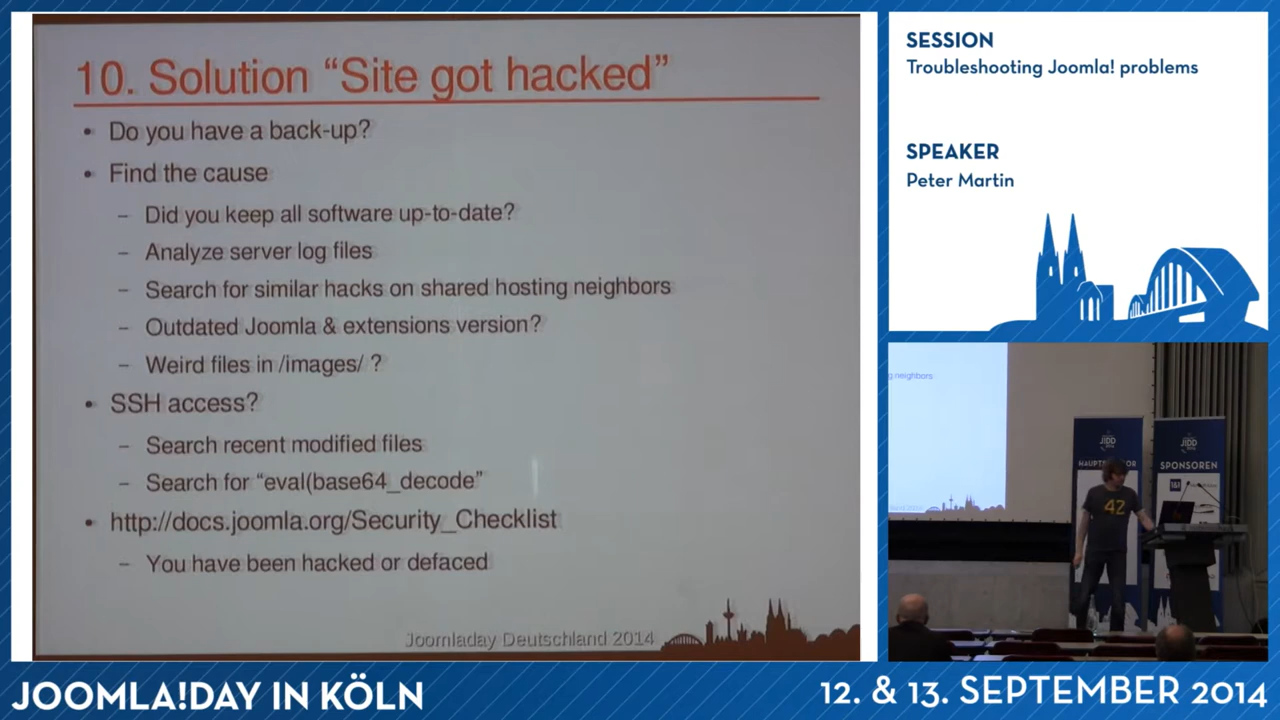 10. Solution “Site got hacked”
• Do you have a back-up?
• Find the cause
– Did you keep all software up-to-date?
– Analyze server log files
– Search for similar hacks on shared hosting neighbors
– Outdated Joomla & extensions version?
– Weird files in /images/ ?
• SSH access?
– Search recent modified files
– Search for “eval(base64_decode”
• http://docs.joomla.org/Security_Checklist
– You have been hacked or defaced
Joomladay Deutschland 2014
SESSION
Troubleshooting Joomla! problems
SPEAKER
Peter Martin
g neighbors
JDD
JDD
SPONSOREN
1&1
42
JOOMLA!DAY IN KÖLN
12. & 13. SEPTEMBER 2014